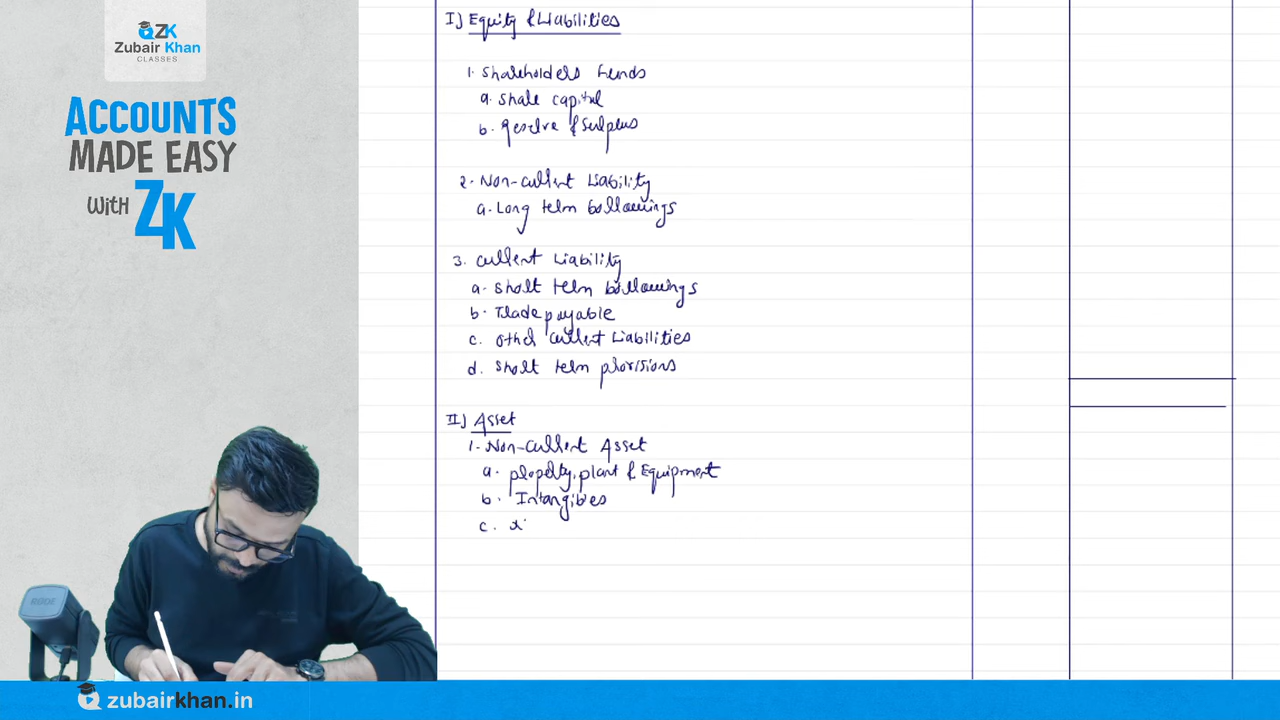 ZK
Zubair Khan
CLASSES
ACCOUNTS
MADE EASY
WITH ZK
I) Equity & Liabilities
1. Shareholders Funds
a. Share capital
b. Reserve & Surplus
2. Non-current Liability
a. Long term borrowings
3. Current Liability
a. Short term borrowings
b. Trade payable
c. Other current Liabilities
d. Short term provisions
II) Asset
1. Non-current Asset
a. Property, plant & Equipment
b. Intangibles
c.
RØDE
zubairkhan.in